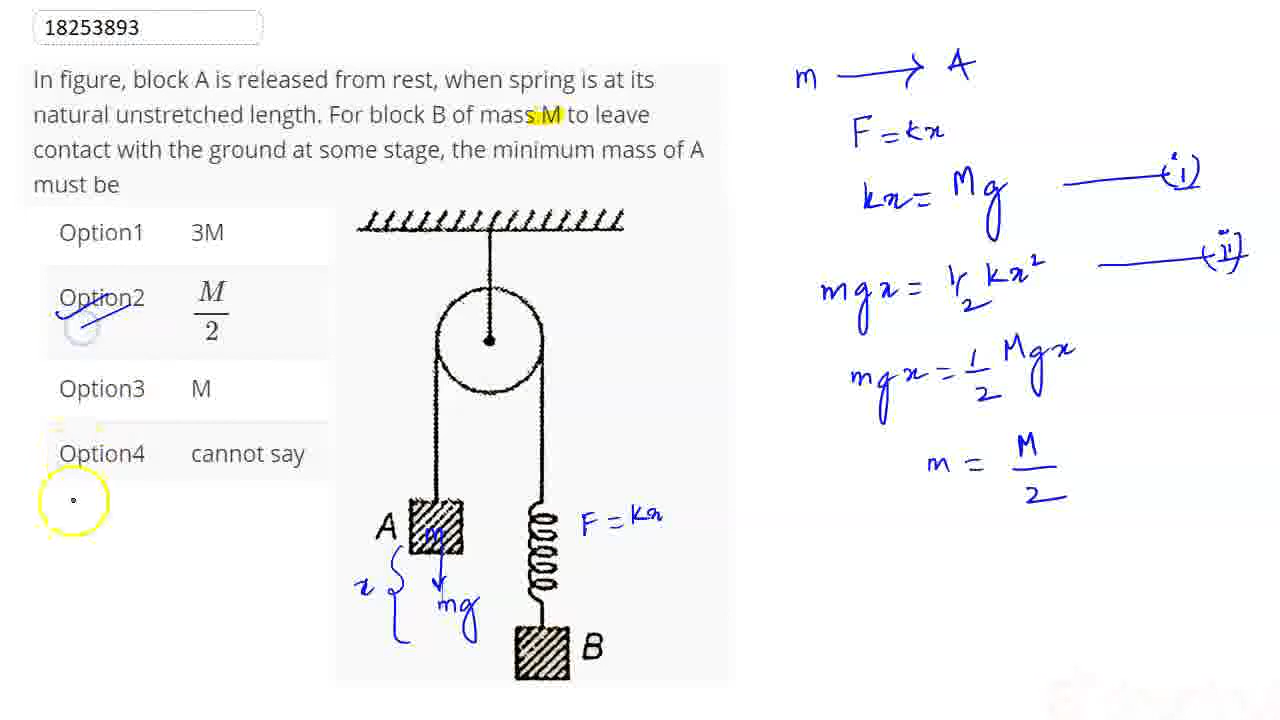 18253893
In figure, block A is released from rest, when spring is at its
natural unstretched length. For block B of mass M to leave
contact with the ground at some stage, the minimum mass of A
must be
Option1 3M
Option2 M/2
Option3 M
Option4 cannot say
A
m
x
mg
F = kx
B
m → A
F = kx
kx = Mg (i)
mgx = 1/2 kx² (ii)
mgx = 1/2 Mgx
m = M/2